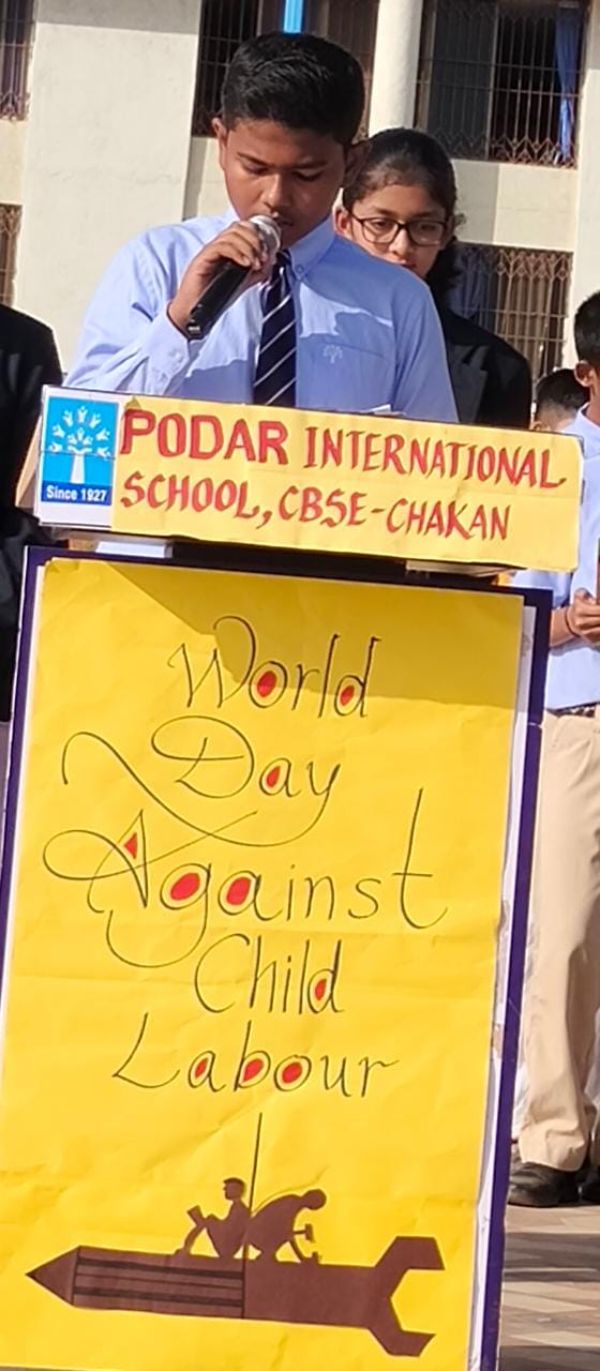 PODAR INTERNATIONAL
SCHOOL, CBSE-CHAKAN
Since 1927
World
Day
Against
Child
Labour